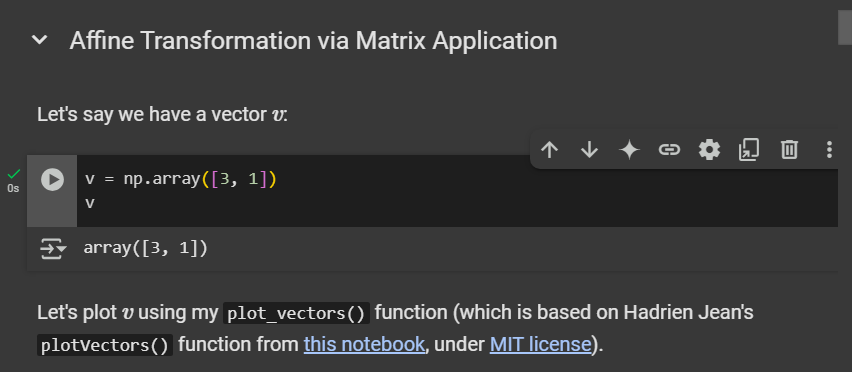 Affine Transformation via Matrix Application
Let's say we have a vector v:
0s
v = np.array([3, 1])
v
array([3, 1])
Let's plot v using my plot_vectors() function (which is based on Hadrien Jean's
plotVectors() function from this notebook, under MIT license).